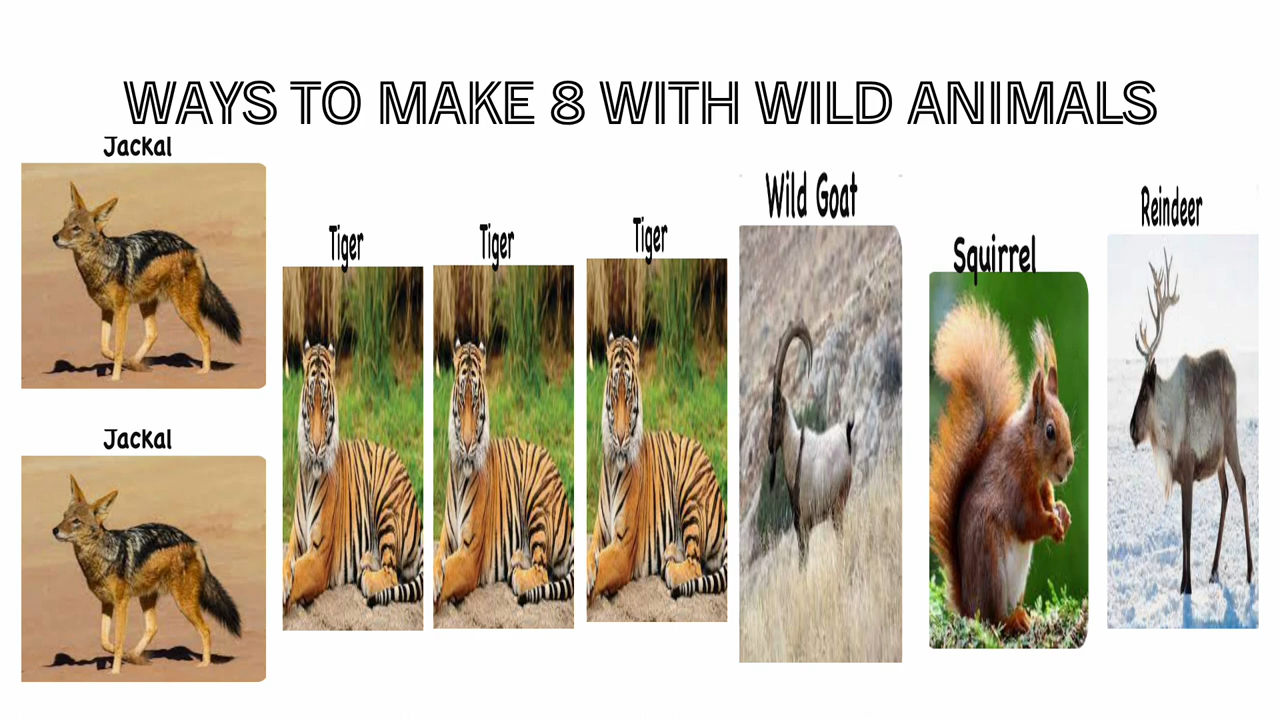 WAYS TO MAKE 8 WITH WILD ANIMALS
Jackal
Tiger
Tiger
Tiger
Wild Goat
Squirrel
Reindeer
Jackal